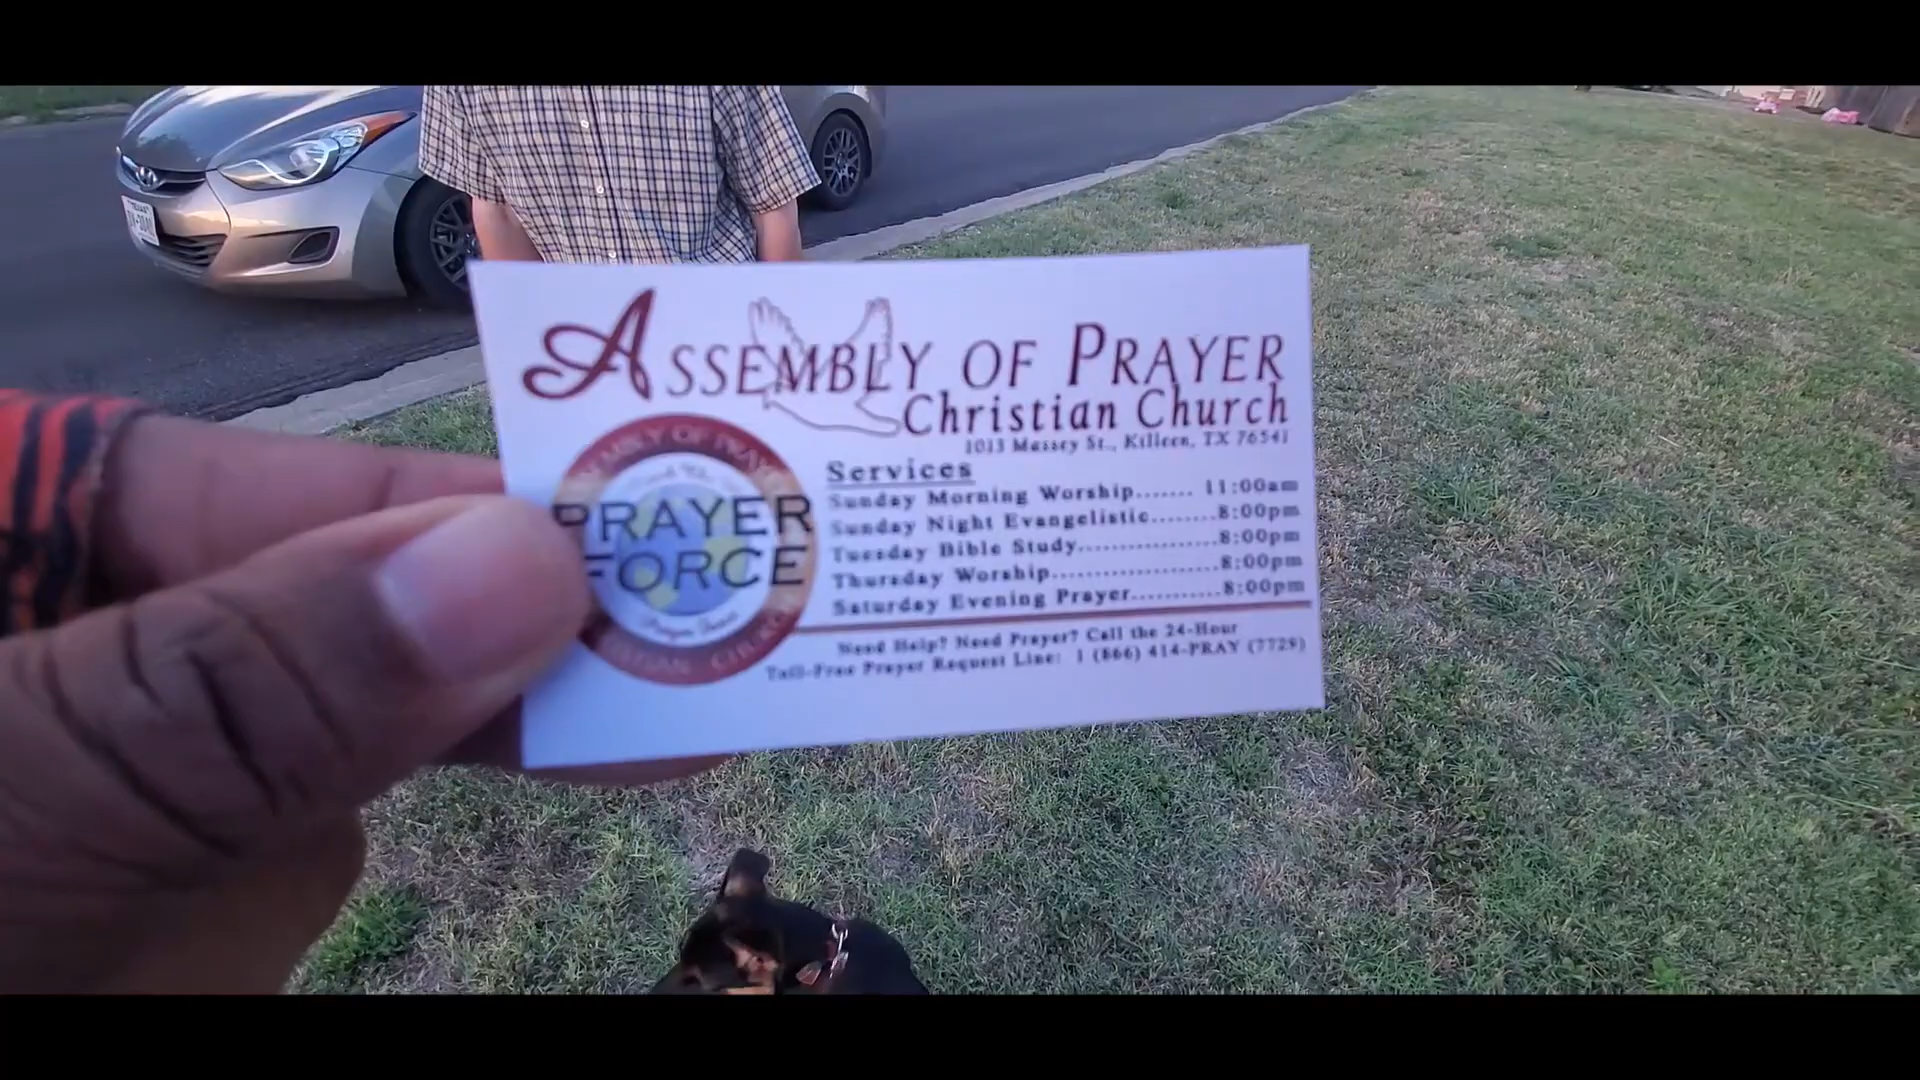 ASSEMBLY OF PRAYER
Christian Church
1013 Massey St., Killeen, TX 76541
PRAYER
FORCE
Services
Sunday Morning Worship....... 11:00am
Sunday Night Evangelistic........8:00pm
Tuesday Bible Study.................8:00pm
Thursday Worship....................8:00pm
Saturday Evening Prayer...........8:00pm
Need Help? Need Prayer? Call the 24-Hour
Toll-Free Prayer Request Line: 1 (866) 414-PRAY (7729)
TEXAS